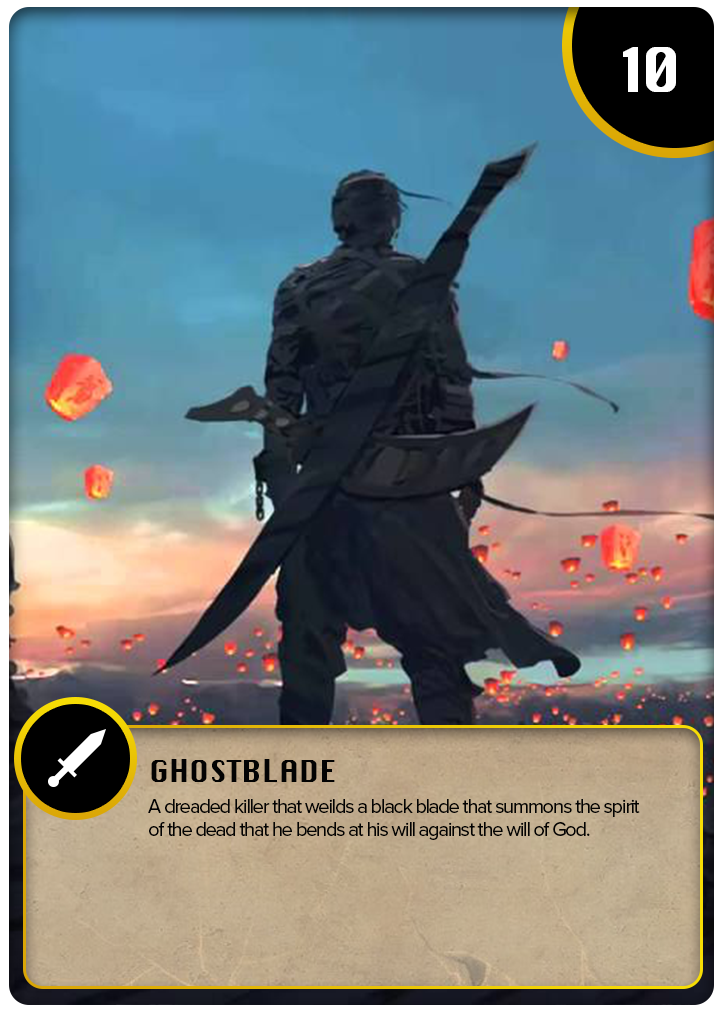 10
GHOSTBLADE
A dreaded killer that weilds a black blade that summons the spirit
of the dead that he bends at his will against the will of God.